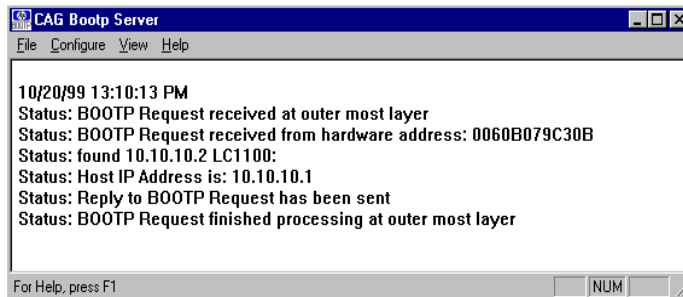 CAG Bootp Server
File Configure View Help
10/20/99 13:10:13 PM
Status: BOOTP Request received at outer most layer
Status: BOOTP Request received from hardware address: 0060B079C30B
Status: found 10.10.10.2 LC1100:
Status: Host IP Address is: 10.10.10.1
Status: Reply to BOOTP Request has been sent
Status: BOOTP Request finished processing at outer most layer
For Help, press F1 NUM